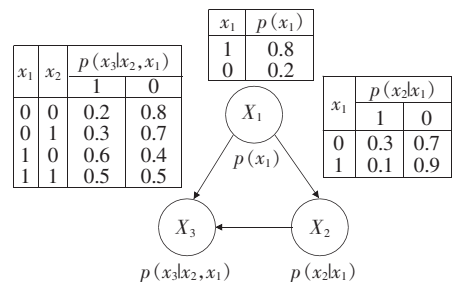 x₁ p(x₁)
1 0.8
0 0.2
x₁ x₂ p(x₃|x₂,x₁)
1 0
0 0 0.2 0.8
0 1 0.3 0.7
1 0 0.6 0.4
1 1 0.5 0.5
x₁ p(x₂|x₁)
1 0
0 0.3 0.7
1 0.1 0.9
X₁
p(x₁)
X₃
X₂
p(x₃|x₂,x₁)
p(x₂|x₁)